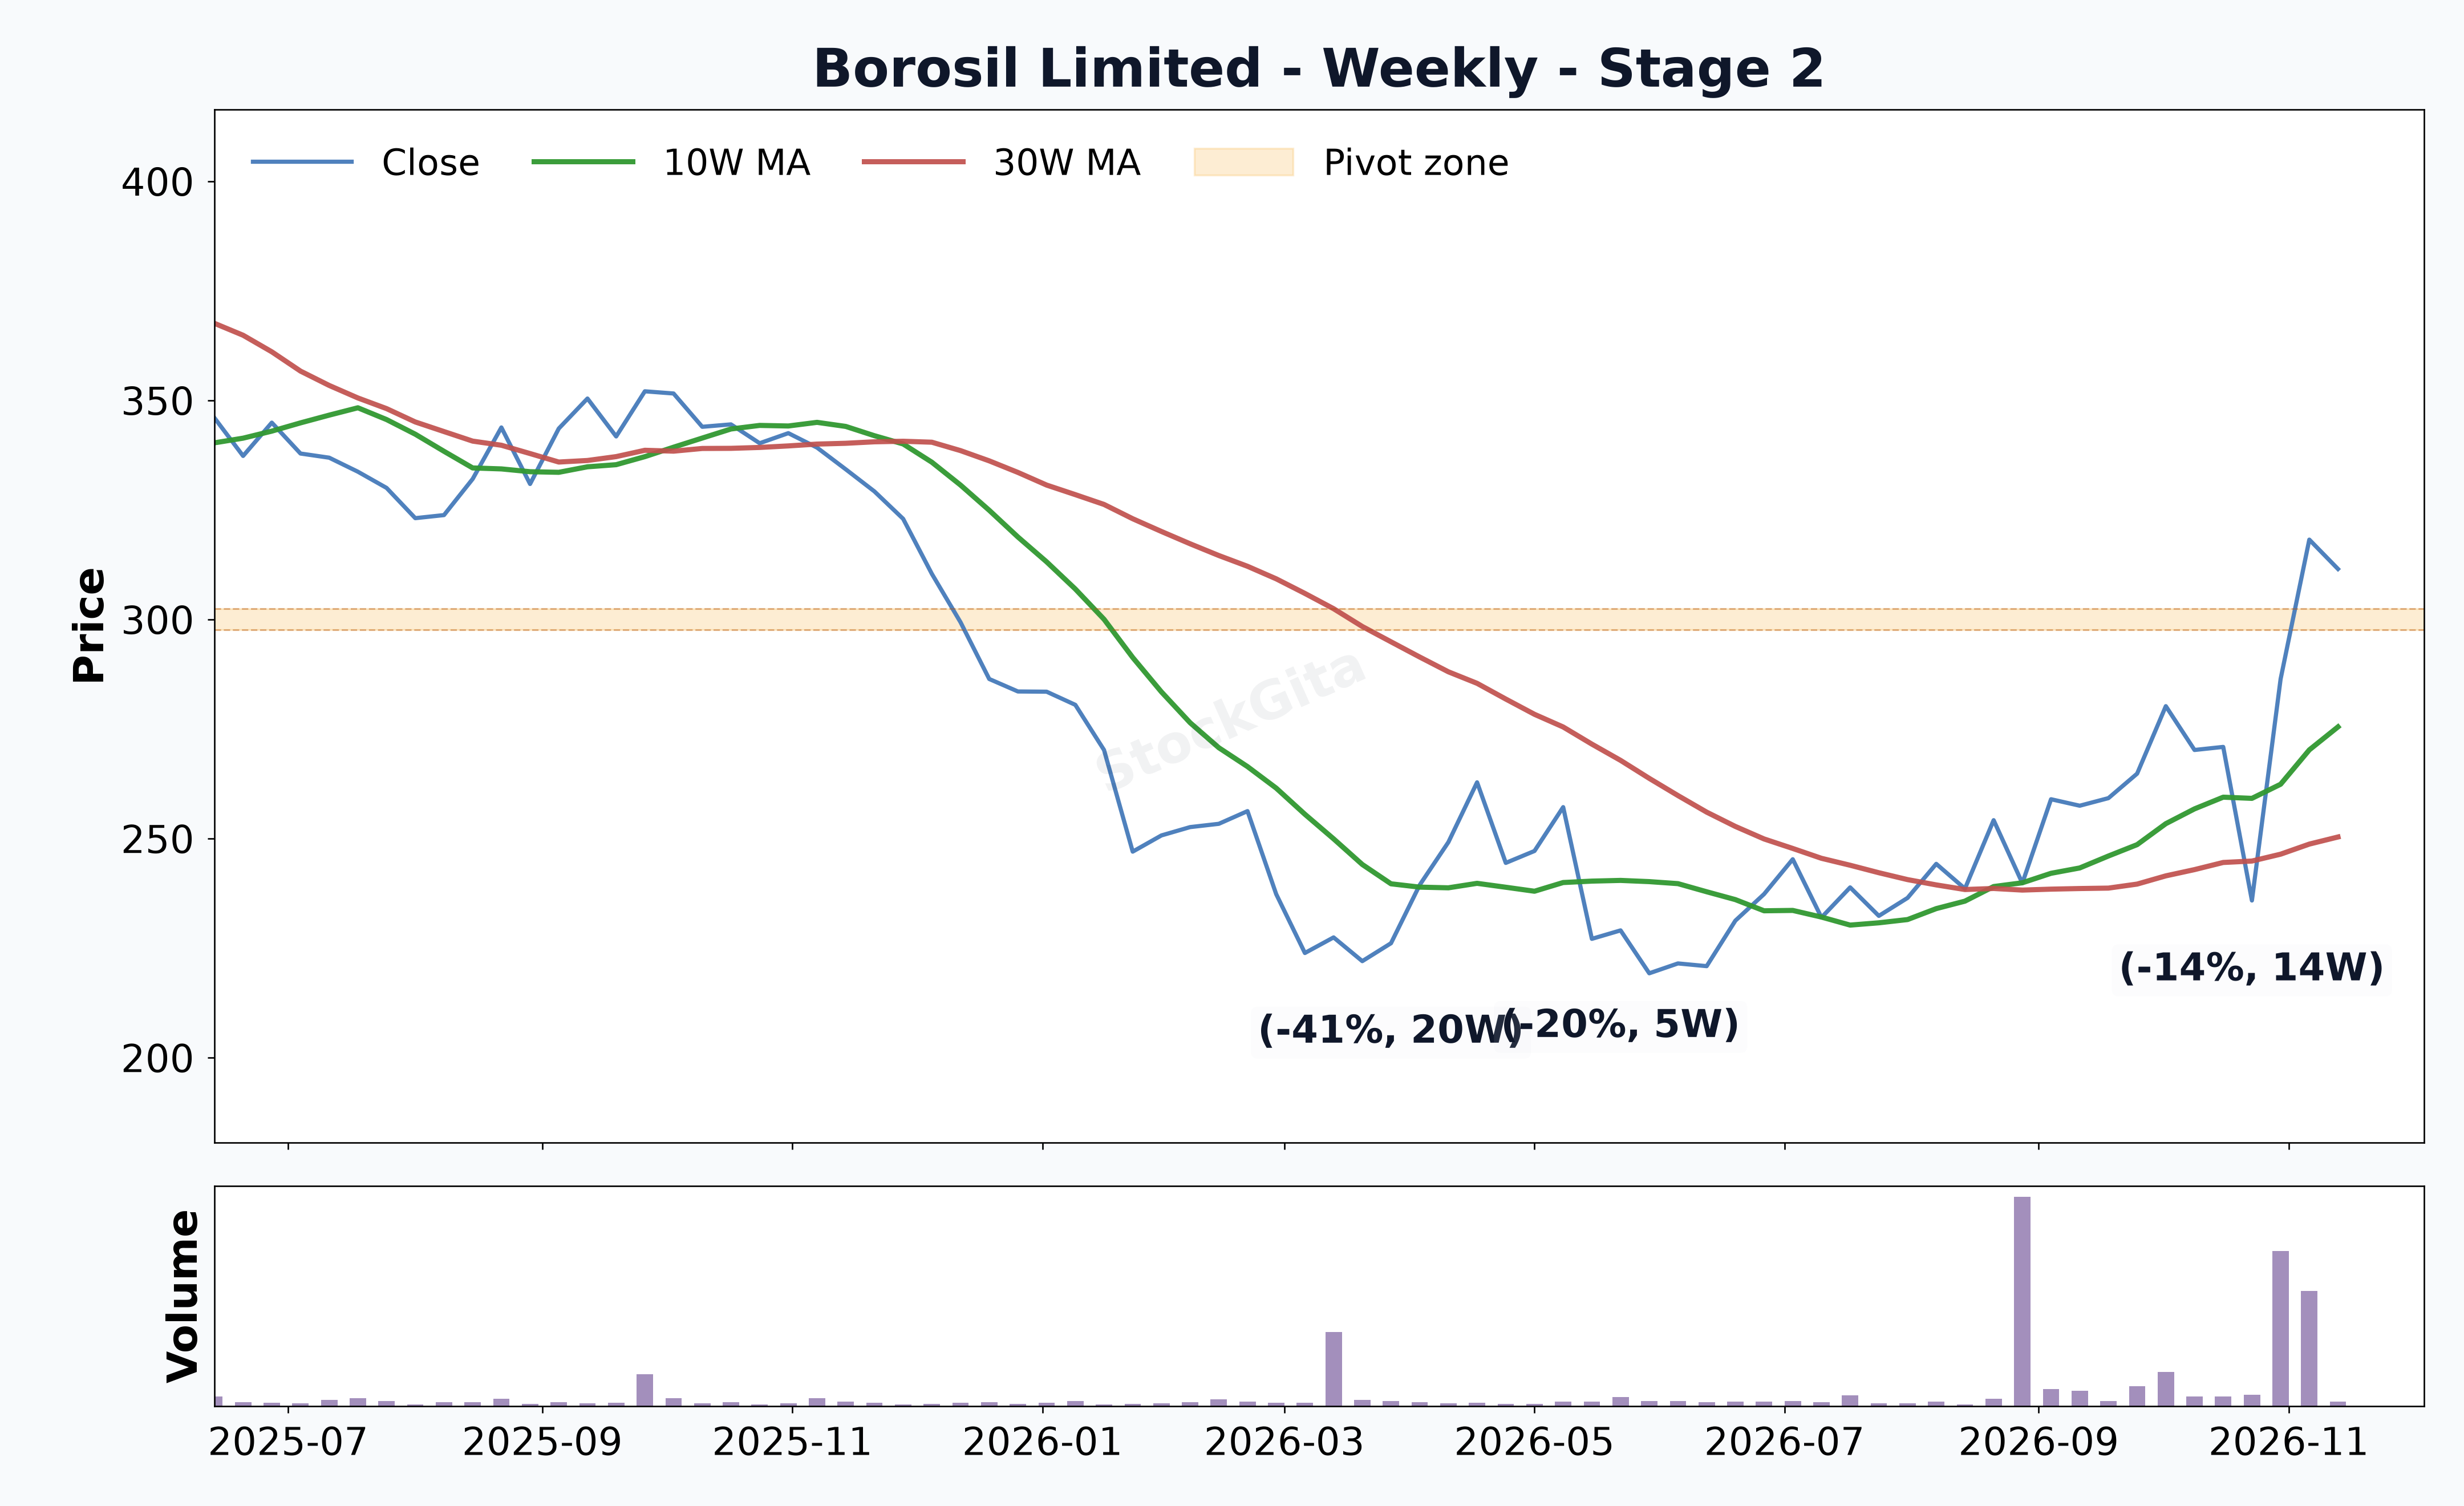 Borosil Limited - Weekly - Stage 2
Close 10W MA 30W MA Pivot zone
400
350
300
250
200
Price
StockGita
(-14%, 14W)
(-41%, 20W)
(-20%, 5W)
Volume
2025-07 2025-09 2025-11 2026-01 2026-03 2026-05 2026-07 2026-09 2026-11